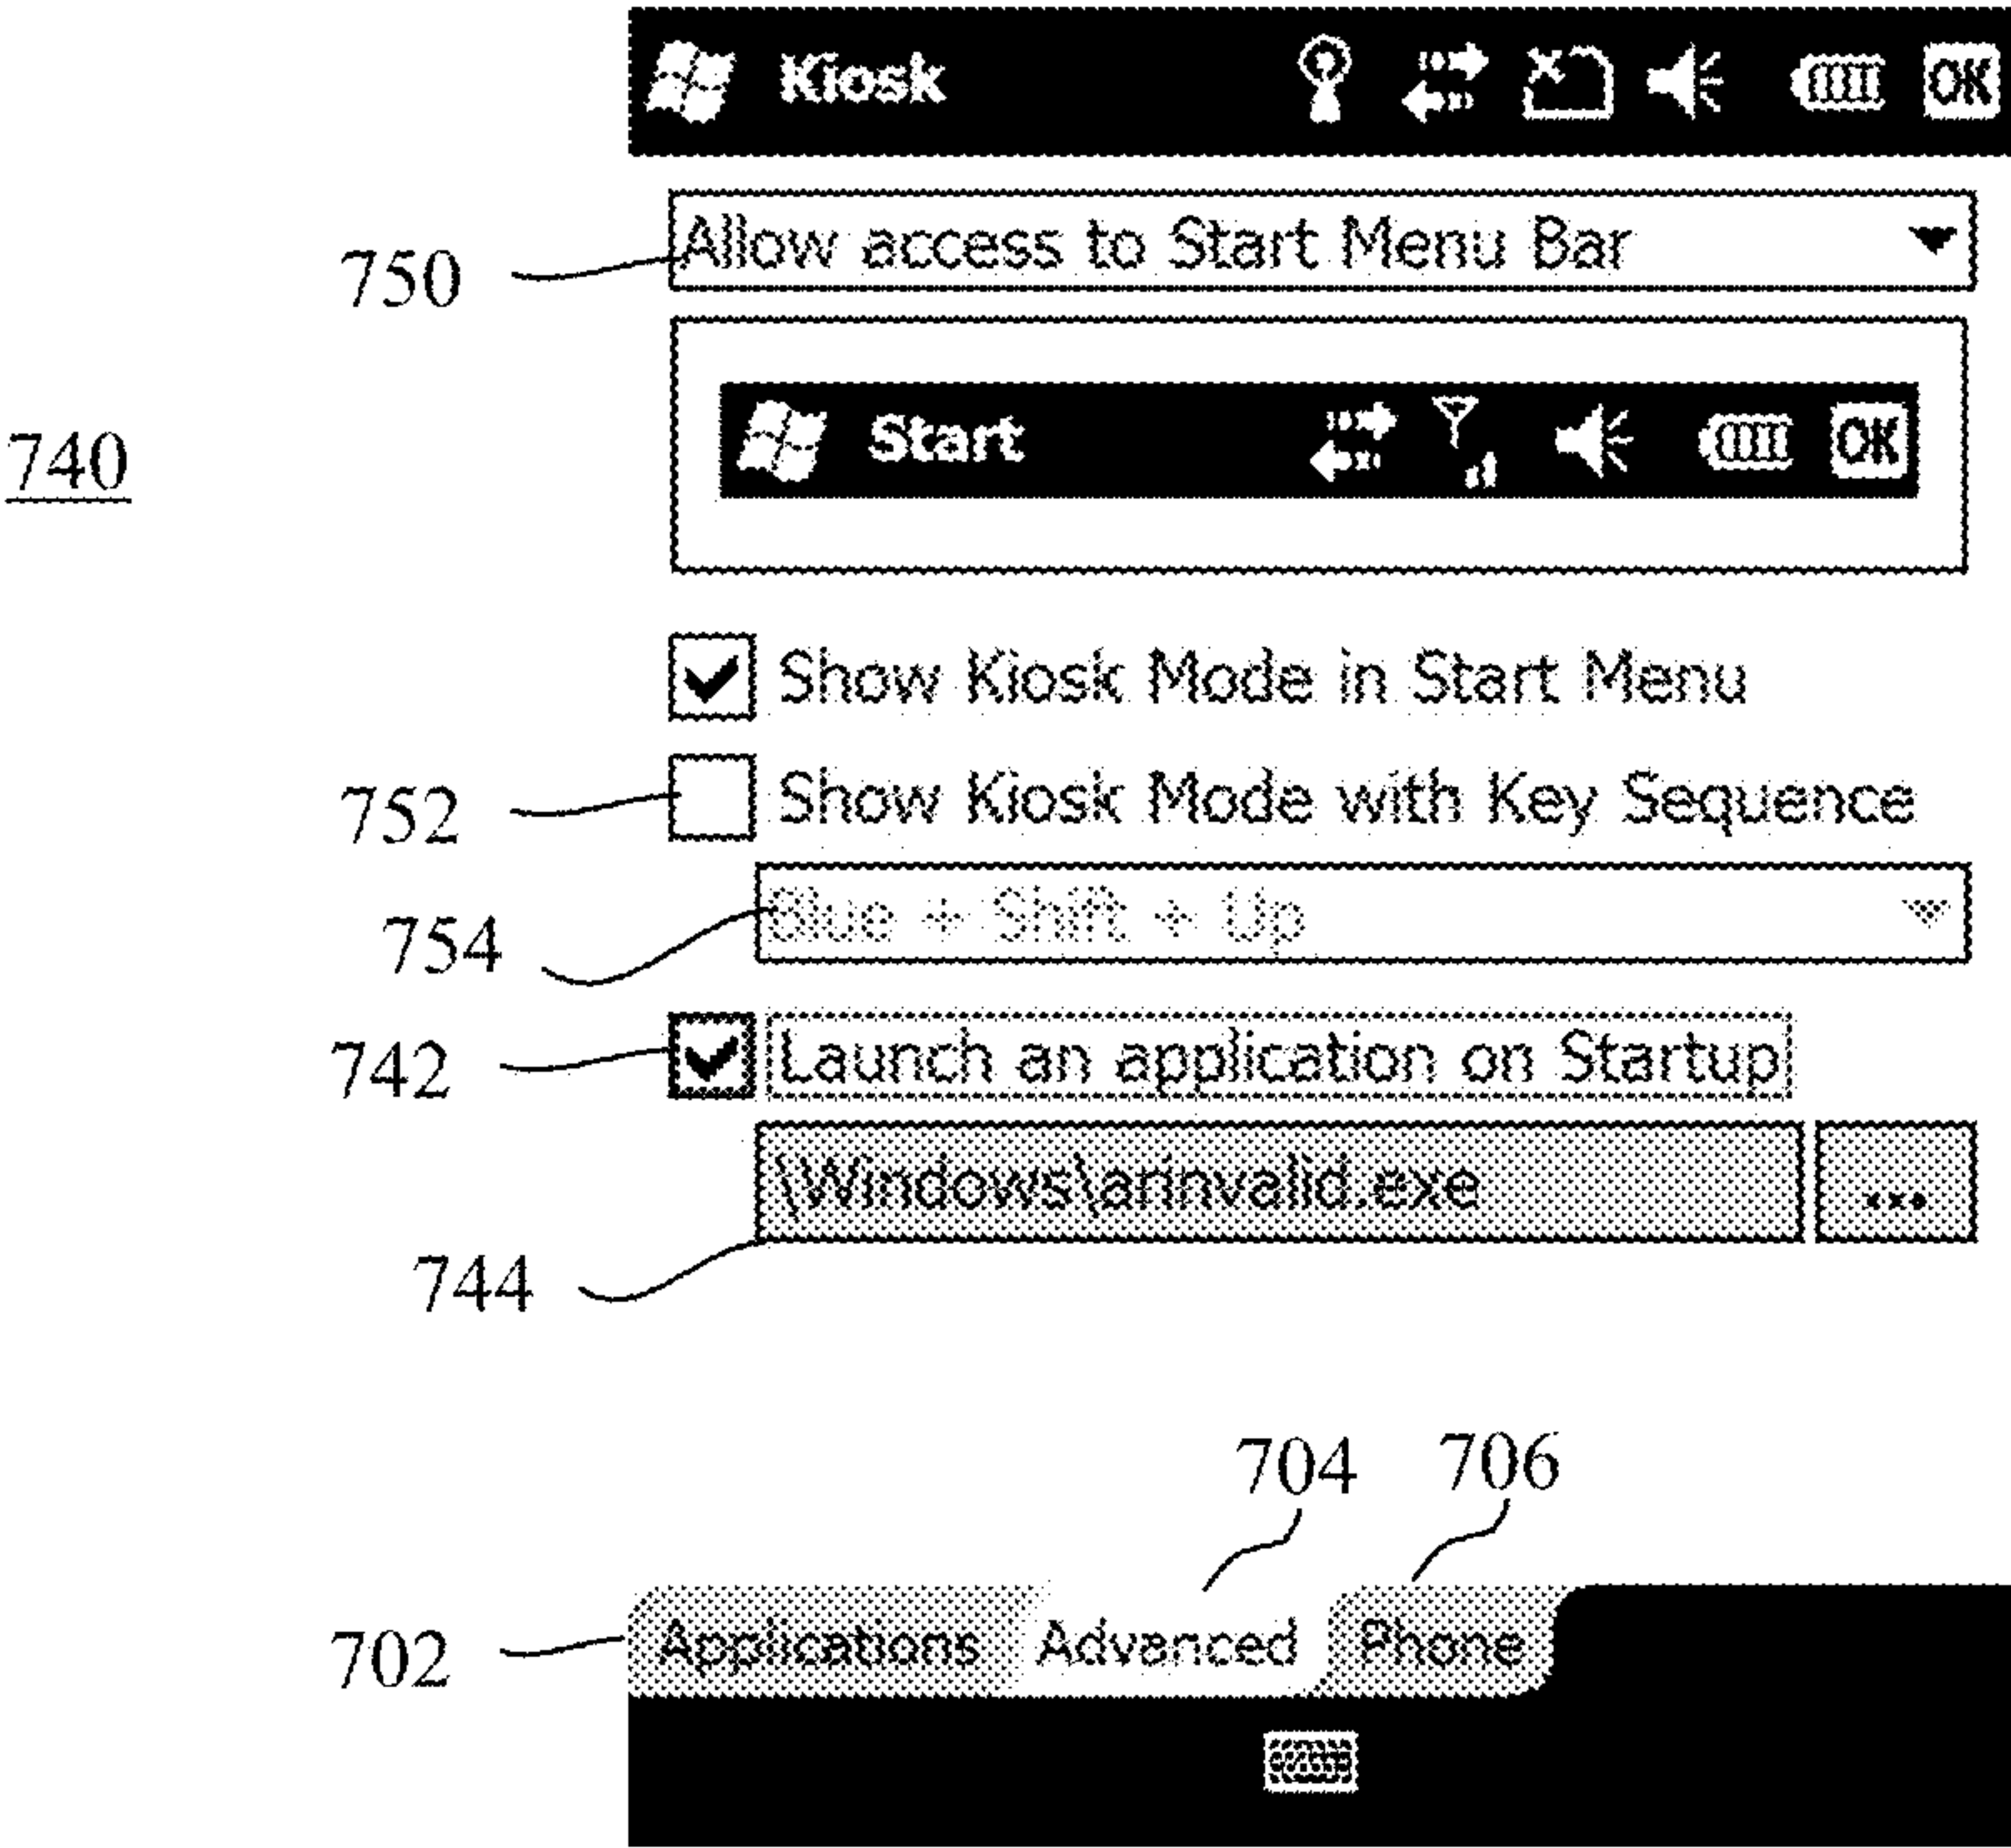 Kiosk OK
750 Allow access to Start Menu Bar
740
Start OK
Show Kiosk Mode in Start Menu
752 Show Kiosk Mode with Key Sequence
754 Blue + Shift + Up
742 Launch an application on Startup
\Windows\arinvalid.exe ...
744
704 706
702 Applications Advanced Phone